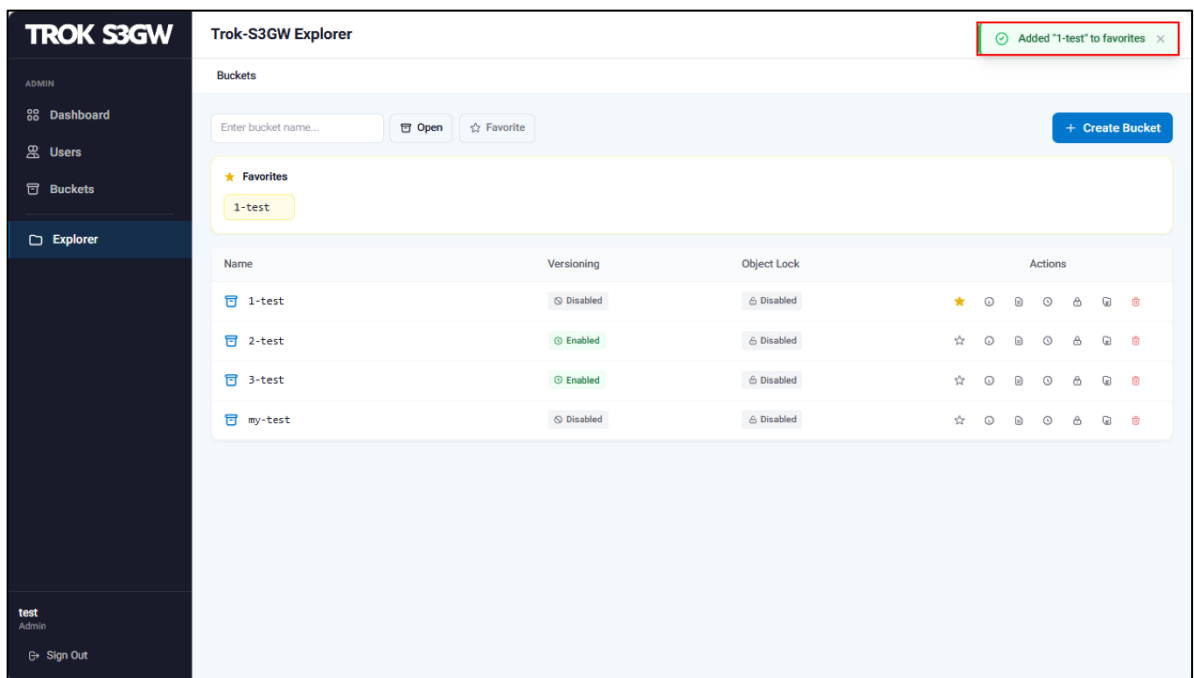 TROK S3GW
ADMIN
Dashboard
Users
Buckets
Explorer
test
Admin
Sign Out
Trok-S3GW Explorer
Added "1-test" to favorites
Buckets
Enter bucket name... Open Favorite + Create Bucket
Favorites
1-test
Name Versioning Object Lock Actions
1-test Disabled Disabled
2-test Enabled Disabled
3-test Enabled Disabled
my-test Disabled Disabled